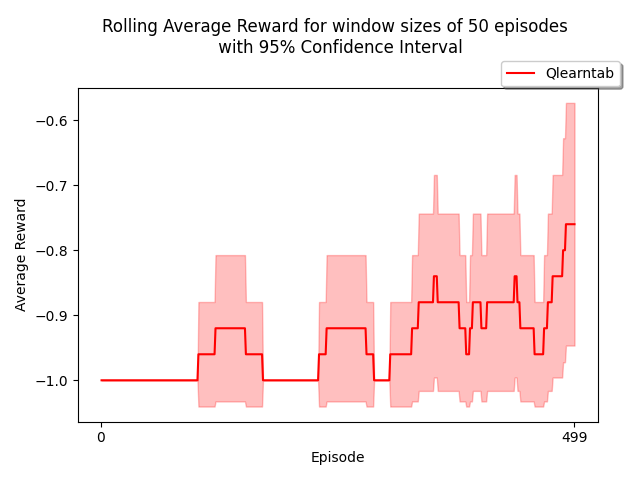 Rolling Average Reward for window sizes of 50 episodes
with 95% Confidence Interval
Qlearntab
−0.6
−0.7
−0.8
−0.9
−1.0
Average Reward
0
499
Episode